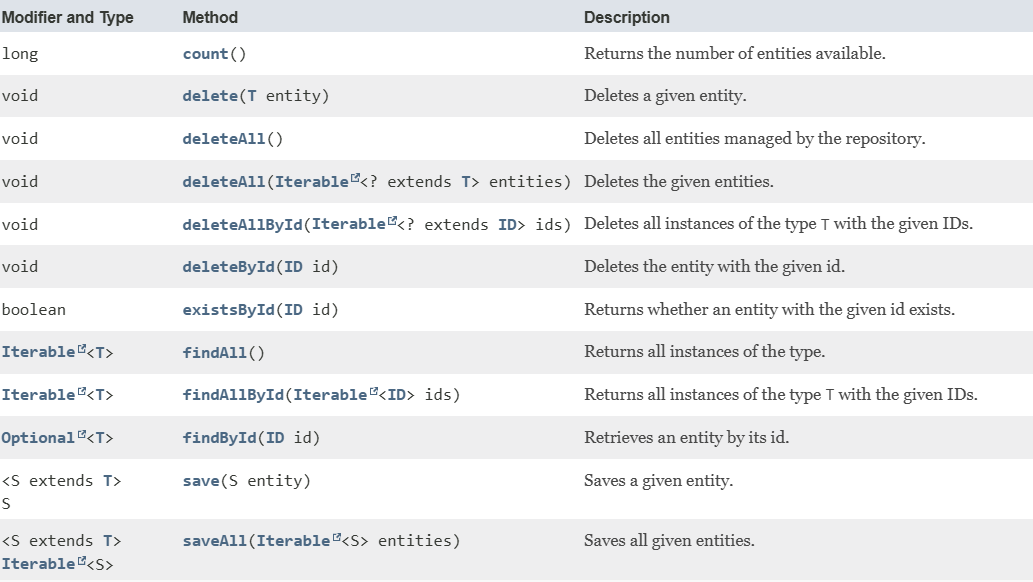 Modifier and Type Method Description
long count() Returns the number of entities available.
void delete(T entity) Deletes a given entity.
void deleteAll() Deletes all entities managed by the repository.
void deleteAll(Iterable<? extends T> entities) Deletes the given entities.
void deleteAllById(Iterable<? extends ID> ids) Deletes all instances of the type T with the given IDs.
void deleteById(ID id) Deletes the entity with the given id.
boolean existsById(ID id) Returns whether an entity with the given id exists.
Iterable<T> findAll() Returns all instances of the type.
Iterable<T> findAllById(Iterable<ID> ids) Returns all instances of the type T with the given IDs.
Optional<T> findById(ID id) Retrieves an entity by its id.
<S extends T> save(S entity) Saves a given entity.
S
<S extends T> saveAll(Iterable<S> entities) Saves all given entities.
Iterable<S>